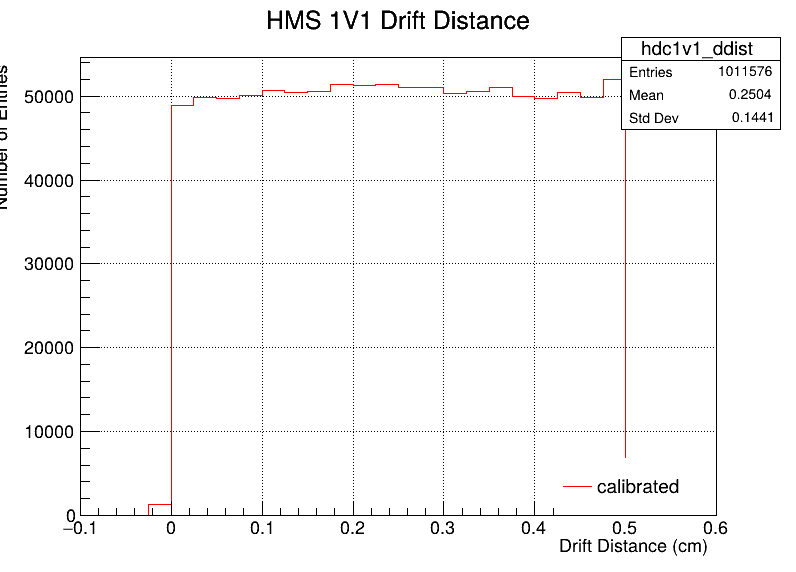 HMS 1V1 Drift Distance
hdc1v1_ddist
Entries 1011576
Mean 0.2504
Std Dev 0.1441
Number of Entries
50000
40000
30000
20000
10000
0
−0.1 0 0.1 0.2 0.3 0.4 0.5 0.6
Drift Distance (cm)
calibrated